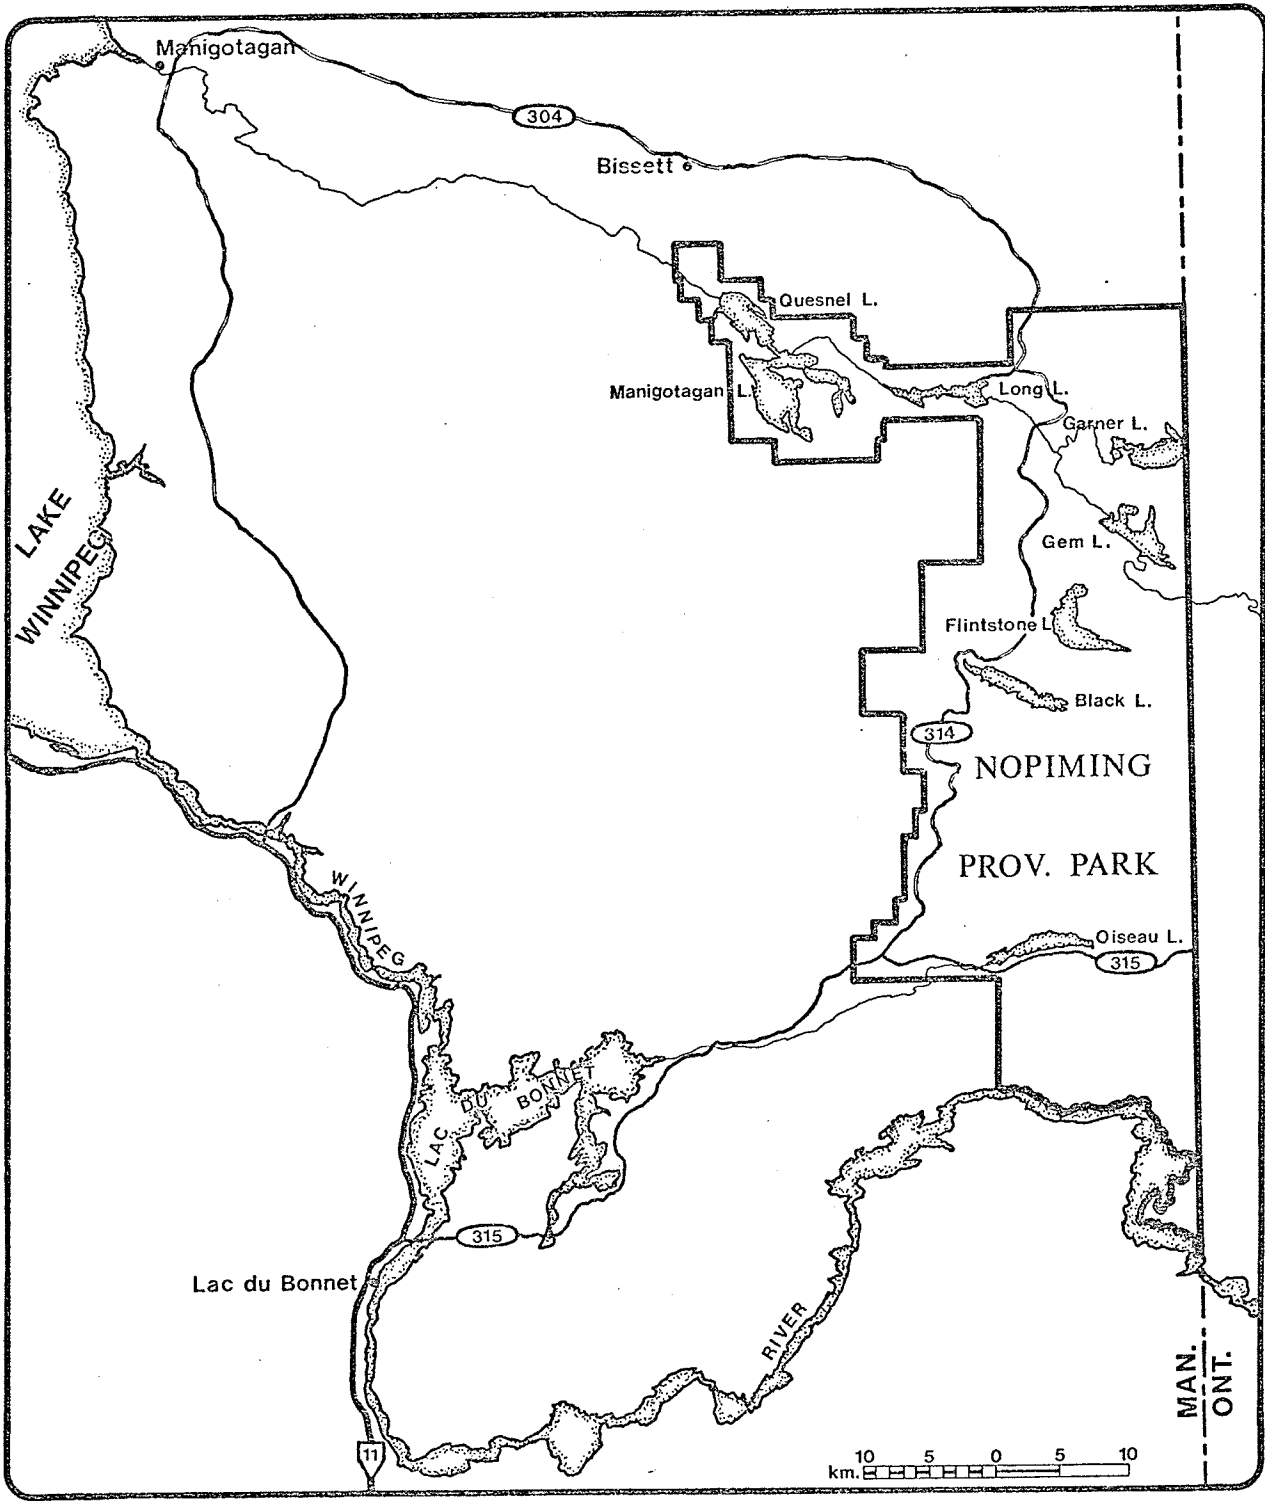 Manigotagan
304
Bissett
Quesnel L.
Manigotagan L.
Long L.
Garner L.
LAKE
WINNIPEG
Gem L.
Flintstone L
Black L.
314
NOPIMING
PROV. PARK
WINNIPEG
Oiseau L.
315
LAC DU BONNET
315
Lac du Bonnet
RIVER
MAN.
ONT.
11
10 5 0 5 10
km.